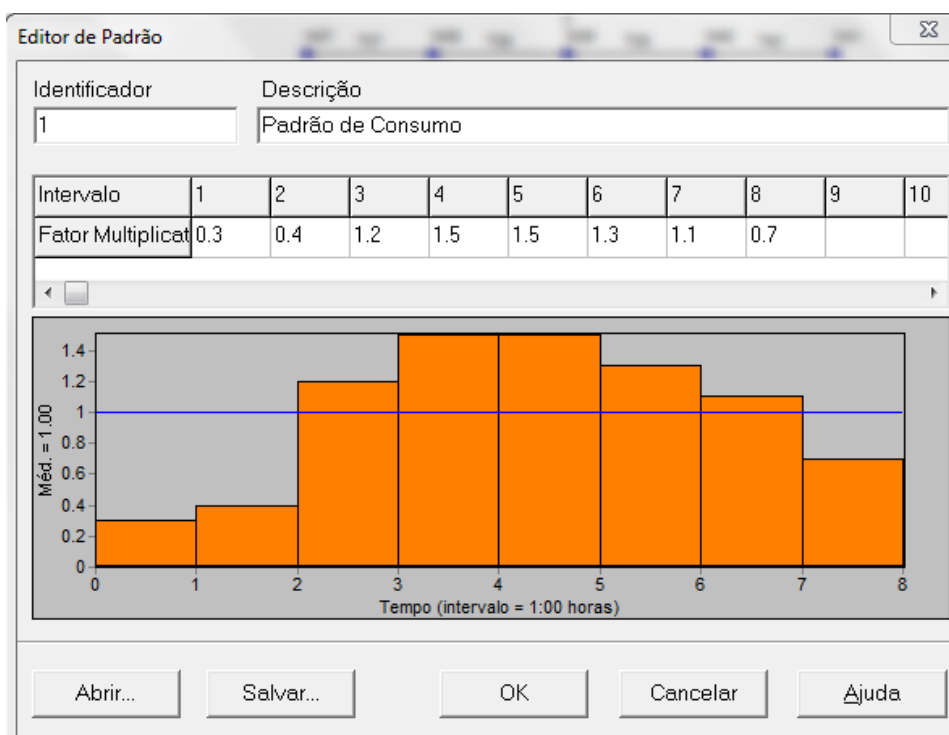 Editor de Padrão
Identificador Descrição
1 Padrão de Consumo
Intervalo 1 2 3 4 5 6 7 8 9 10
Fator Multiplicat 0.3 0.4 1.2 1.5 1.5 1.3 1.1 0.7
1.4
1.2
1
0.8
0.6
0.4
0.2
0
Méd. = 1.00
0 1 2 3 4 5 6 7 8
Tempo (intervalo = 1:00 horas)
Abrir... Salvar... OK Cancelar Ajuda